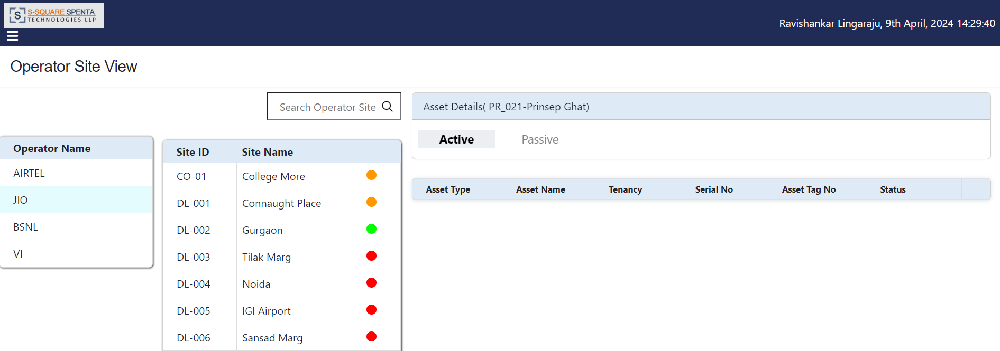 S
S-SQUARE SPENTA
TECHNOLOGIES LLP
Ravishankar Lingaraju, 9th April, 2024 14:29:40
Operator Site View
Search Operator Site
Asset Details( PR_021-Prinsep Ghat)
Active Passive
Operator Name
AIRTEL
JIO
BSNL
VI
Site ID Site Name
CO-01 College More
DL-001 Connaught Place
DL-002 Gurgaon
DL-003 Tilak Marg
DL-004 Noida
DL-005 IGI Airport
DL-006 Sansad Marg
Asset Type Asset Name Tenancy Serial No Asset Tag No Status